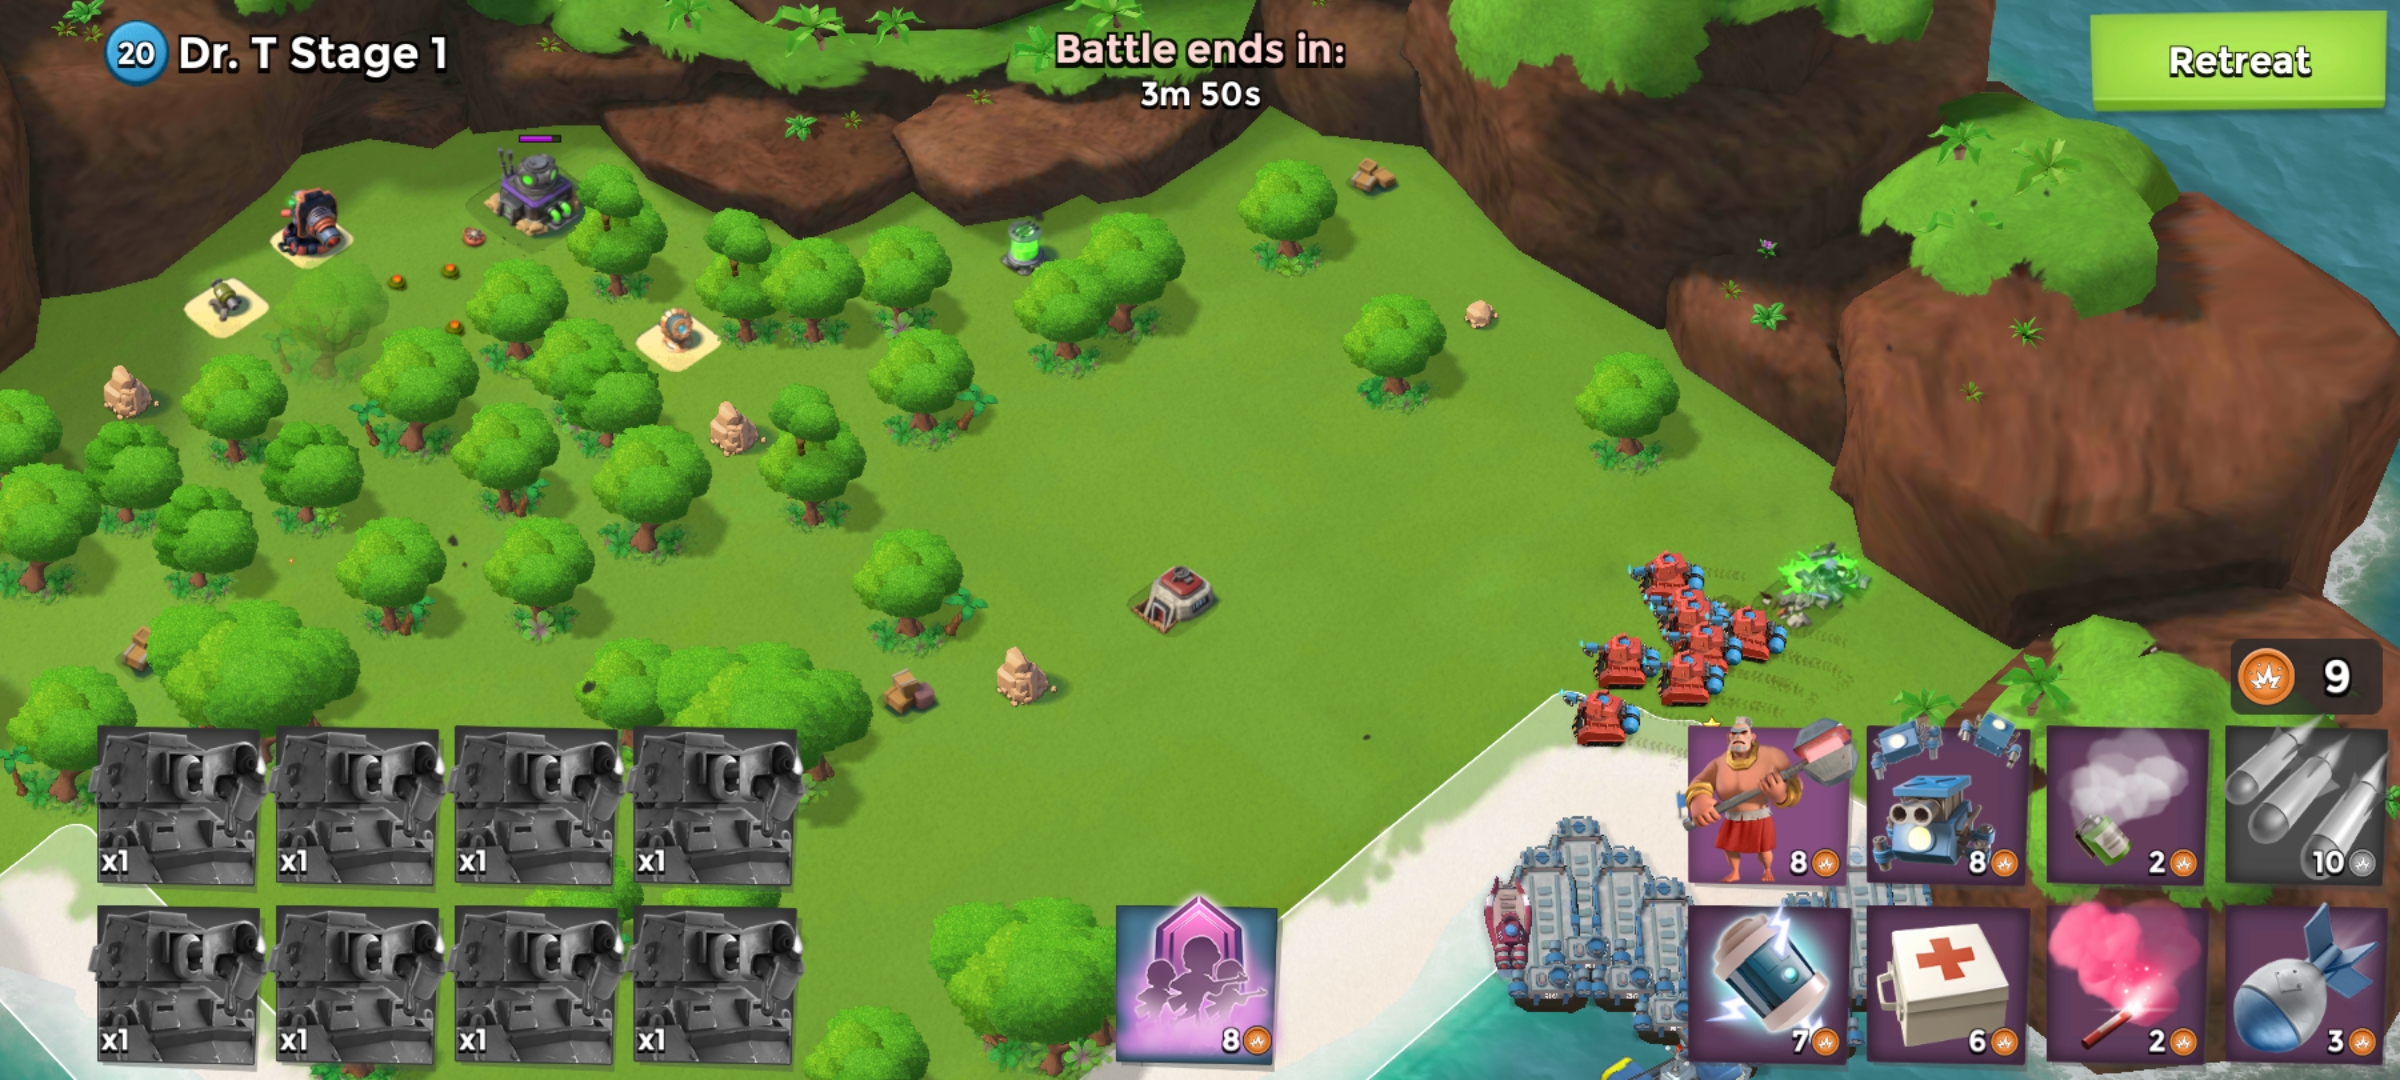 20 Dr. T Stage 1
Battle ends in:
3m 50s
Retreat
9
x1 x1 x1 x1
8 8 2 10
x1 x1 x1 x1
8
7 6 2 3